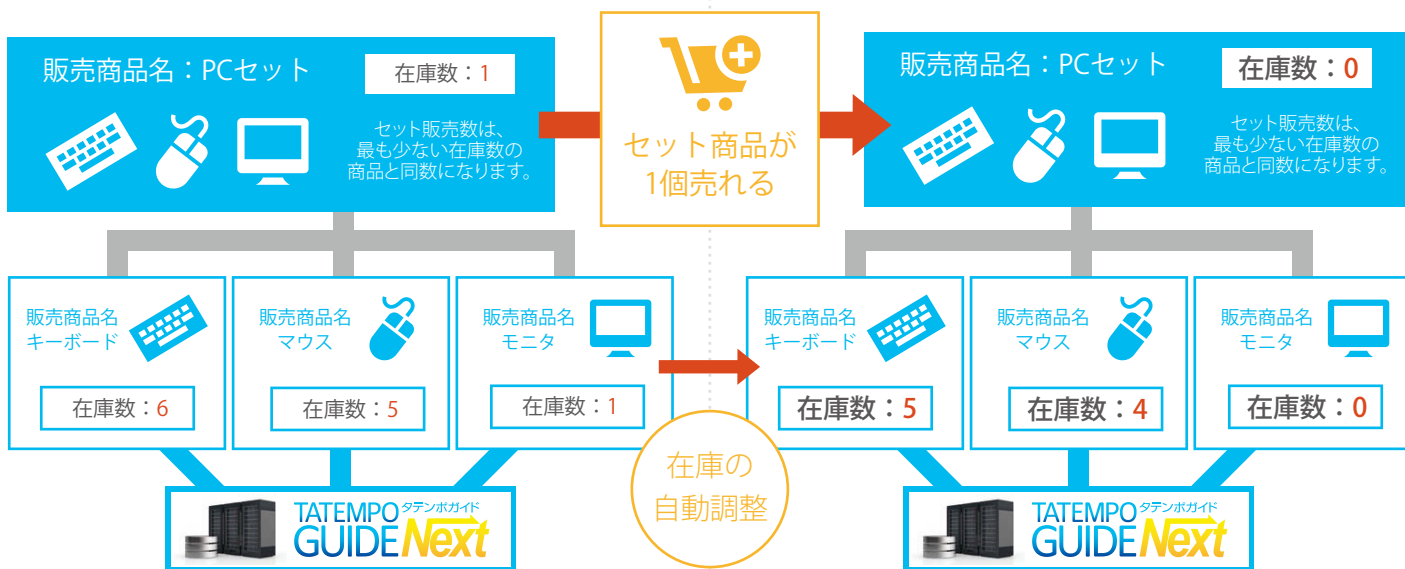 販売商品名：PCセット
在庫数：1
セット販売数は、
最も少ない在庫数の
商品と同数になります。
セット商品が
1個売れる
販売商品名：PCセット
在庫数：0
セット販売数は、
最も少ない在庫数の
商品と同数になります。
販売商品名
キーボード
在庫数：6
販売商品名
マウス
在庫数：5
販売商品名
モニタ
在庫数：1
販売商品名
キーボード
在庫数：5
販売商品名
マウス
在庫数：4
販売商品名
モニタ
在庫数：0
在庫の
自動調整
TATEMPO タテンポガイド
GUIDE Next
TATEMPO タテンポガイド
GUIDE Next